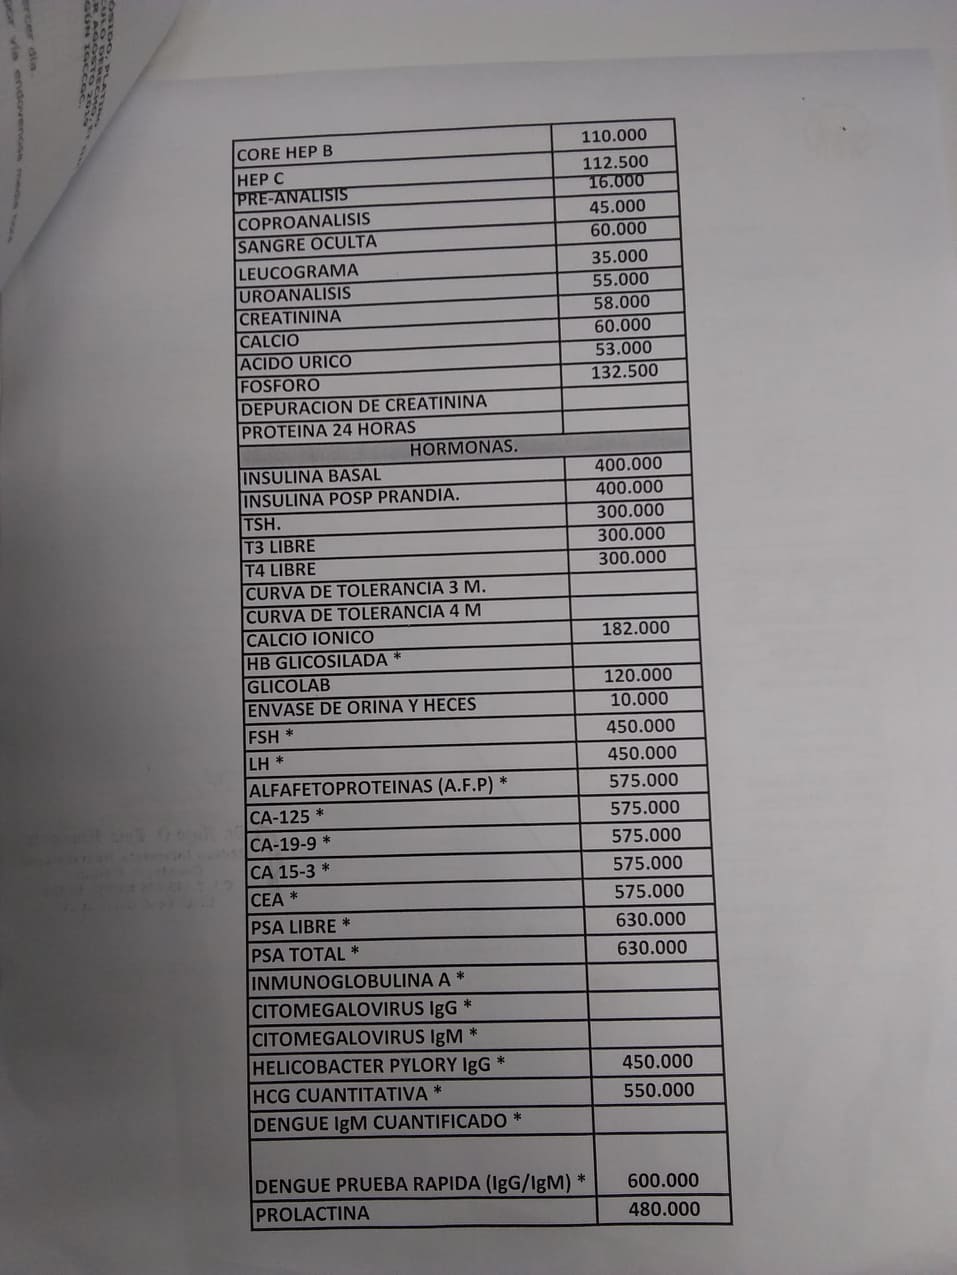 CORE HEP B 110.000
HEP C 112.500
PRE-ANALISIS 16.000
COPROANALISIS 45.000
SANGRE OCULTA 60.000
LEUCOGRAMA 35.000
UROANALISIS 55.000
CREATININA 58.000
CALCIO 60.000
ACIDO URICO 53.000
FOSFORO 132.500
DEPURACION DE CREATININA
PROTEINA 24 HORAS
HORMONAS.
INSULINA BASAL 400.000
INSULINA POSP PRANDIA. 400.000
TSH. 300.000
T3 LIBRE 300.000
T4 LIBRE 300.000
CURVA DE TOLERANCIA 3 M.
CURVA DE TOLERANCIA 4 M
CALCIO IONICO 182.000
HB GLICOSILADA *
GLICOLAB 120.000
ENVASE DE ORINA Y HECES 10.000
FSH * 450.000
LH * 450.000
ALFAFETOPROTEINAS (A.F.P) * 575.000
CA-125 * 575.000
CA-19-9 * 575.000
CA 15-3 * 575.000
CEA * 575.000
PSA LIBRE * 630.000
PSA TOTAL * 630.000
INMUNOGLOBULINA A *
CITOMEGALOVIRUS IgG *
CITOMEGALOVIRUS IgM *
HELICOBACTER PYLORY IgG * 450.000
HCG CUANTITATIVA * 550.000
DENGUE IgM CUANTIFICADO *
DENGUE PRUEBA RAPIDA (IgG/IgM) * 600.000
PROLACTINA 480.000